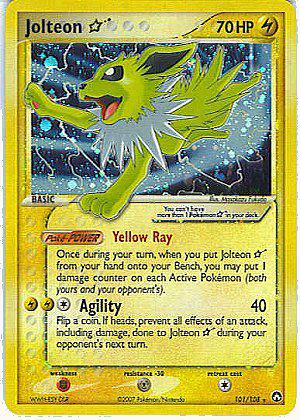 Jolteon ☆ 70 HP
Illus. Masakazu Fukuda
BASIC
You can't have
more than 1 Pokémon ☆ in your deck.
Poké-POWER Yellow Ray
Once during your turn, when you put Jolteon ☆
from your hand onto your Bench, you may put 1
damage counter on each Active Pokémon (both
yours and your opponent's).
Agility 40
Flip a coin. If heads, prevent all effects of an attack,
including damage, done to Jolteon ☆ during your
opponent's next turn.
weakness resistance -30 retreat cost
©2007 Pokémon/Nintendo 101/108